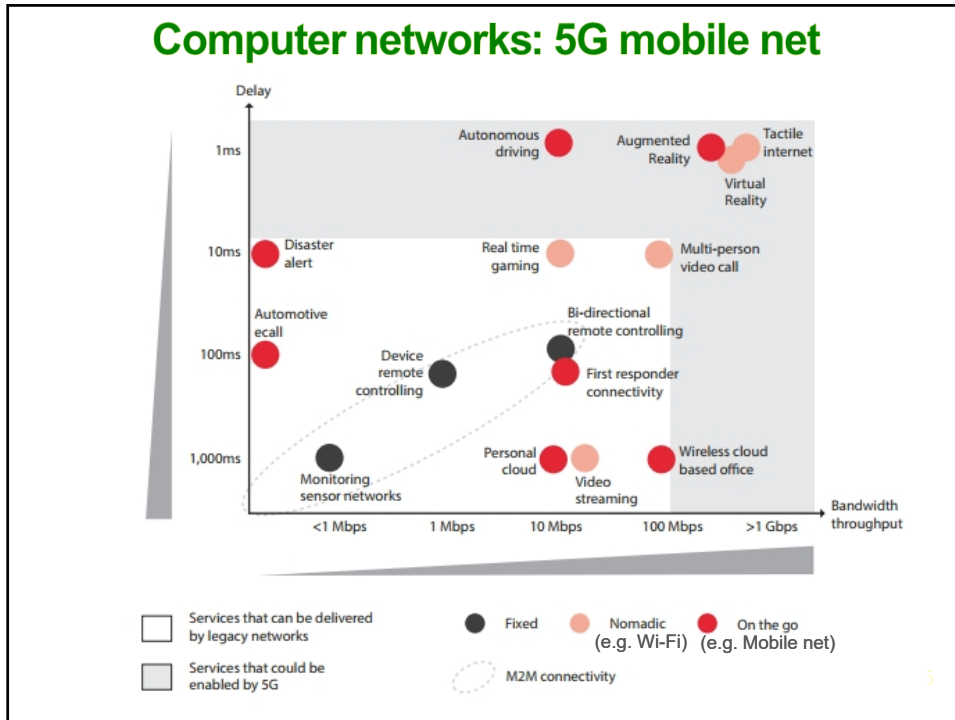 Computer networks: 5G mobile net
Delay
1ms
10ms
100ms
1,000ms
Autonomous
driving
Augmented
Reality
Tactile
internet
Virtual
Reality
Disaster
alert
Real time
gaming
Multi-person
video call
Automotive
ecall
Bi-directional
remote controlling
Device
remote
controlling
First responder
connectivity
Monitoring
sensor networks
Personal
cloud
Video
streaming
Wireless cloud
based office
<1 Mbps
1 Mbps
10 Mbps
100 Mbps
>1 Gbps
Bandwidth
throughput
Services that can be delivered
by legacy networks
Services that could be
enabled by 5G
Fixed
Nomadic
(e.g. Wi-Fi)
On the go
(e.g. Mobile net)
M2M connectivity
5